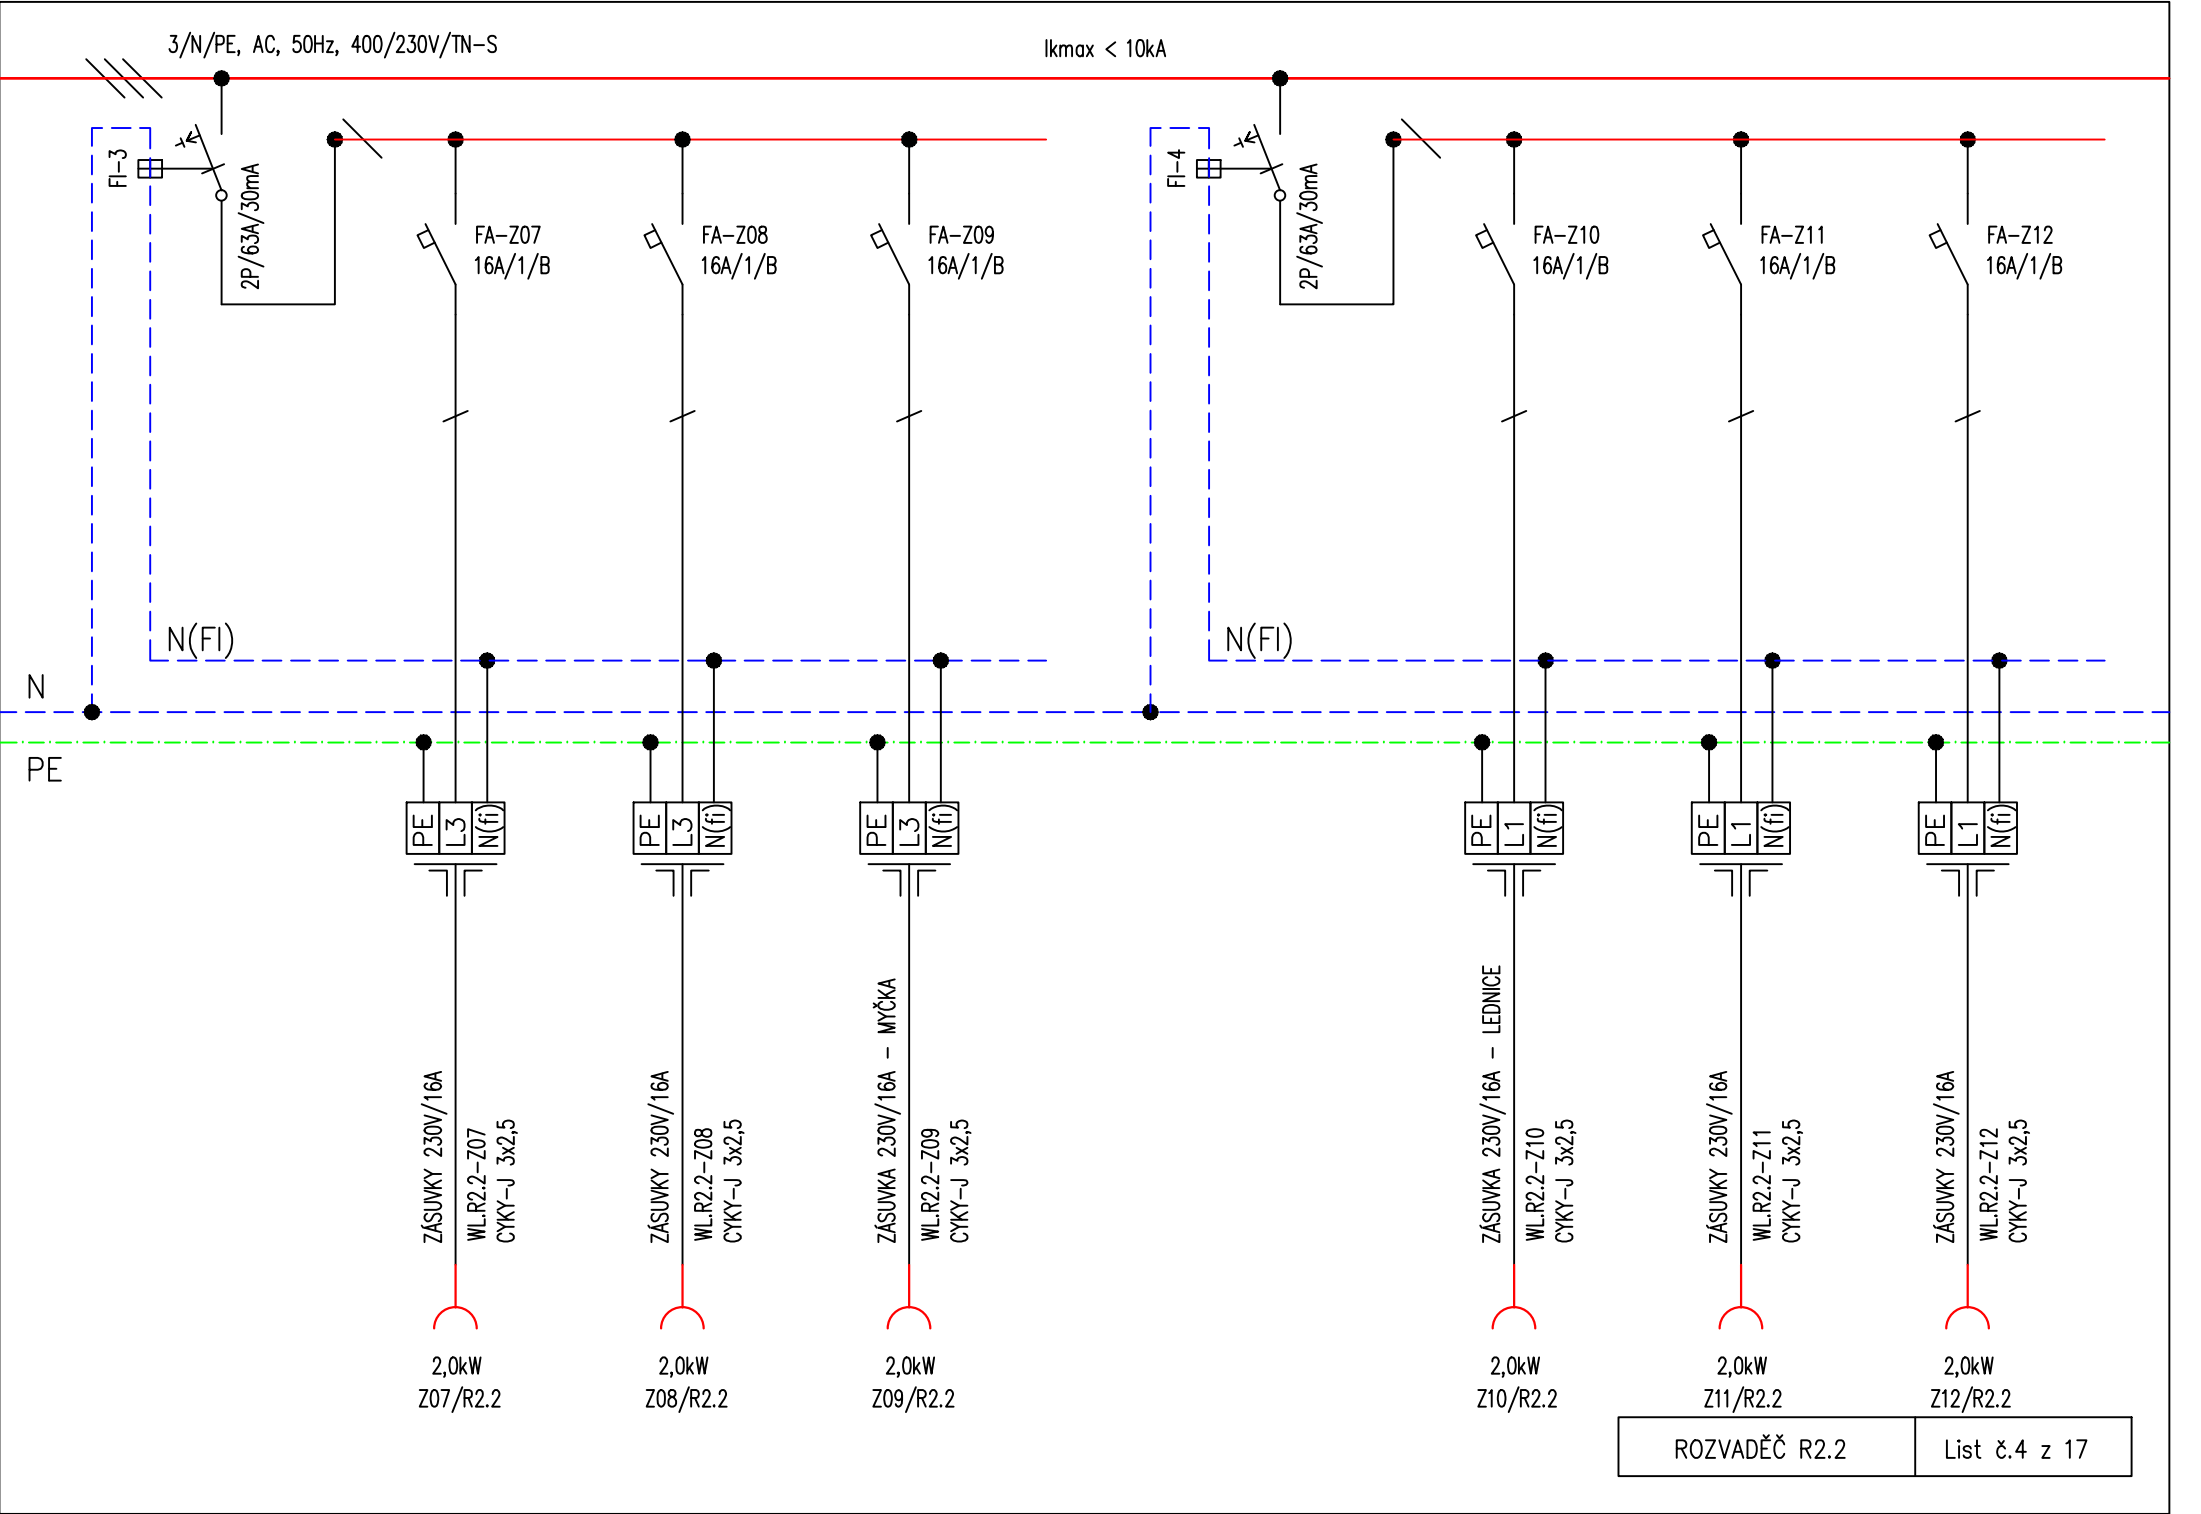 3/N/PE, AC, 50Hz, 400/230V/TN-S
Ikmax < 10kA
FI-3
2P/63A/30mA
FA-Z07
16A/1/B
FA-Z08
16A/1/B
FA-Z09
16A/1/B
FI-4
2P/63A/30mA
FA-Z10
16A/1/B
FA-Z11
16A/1/B
FA-Z12
16A/1/B
N(FI)
N(FI)
N
PE
PE
L3
N(fi)
PE
L3
N(fi)
PE
L3
N(fi)
PE
L1
N(fi)
PE
L1
N(fi)
PE
L1
N(fi)
ZÁSUVKY 230V/16A
WL.R2.2-Z07
CYKY-J 3x2,5
ZÁSUVKY 230V/16A
WL.R2.2-Z08
CYKY-J 3x2,5
ZÁSUVKA 230V/16A - MYČKA
WL.R2.2-Z09
CYKY-J 3x2,5
ZÁSUVKA 230V/16A - LEDNICE
WL.R2.2-Z10
CYKY-J 3x2,5
ZÁSUVKY 230V/16A
WL.R2.2-Z11
CYKY-J 3x2,5
ZÁSUVKY 230V/16A
WL.R2.2-Z12
CYKY-J 3x2,5
2,0kW
Z07/R2.2
2,0kW
Z08/R2.2
2,0kW
Z09/R2.2
2,0kW
Z10/R2.2
2,0kW
Z11/R2.2
2,0kW
Z12/R2.2
ROZVADĚČ R2.2
List č.4 z 17